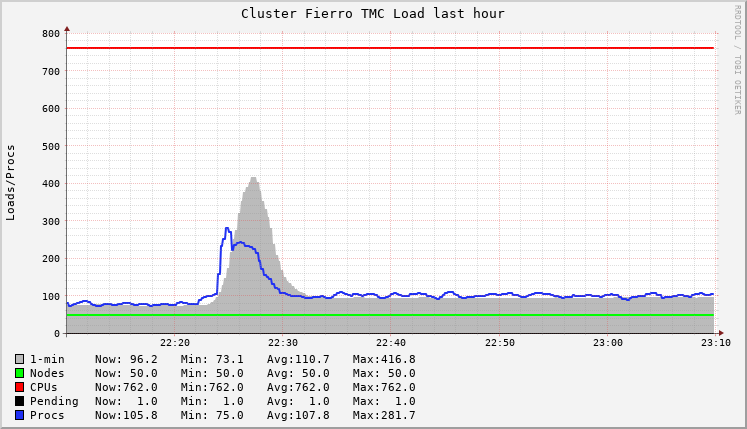 Cluster Fierro TMC Load last hour
RRDTOOL / TOBI OETIKER
Loads/Procs
800
700
600
500
400
300
200
100
0
22:20 22:30 22:40 22:50 23:00 23:10
1-min Now: 96.2 Min: 73.1 Avg:110.7 Max:416.8
Nodes Now: 50.0 Min: 50.0 Avg: 50.0 Max: 50.0
CPUs Now:762.0 Min:762.0 Avg:762.0 Max:762.0
Pending Now: 1.0 Min: 1.0 Avg: 1.0 Max: 1.0
Procs Now:105.8 Min: 75.0 Avg:107.8 Max:281.7